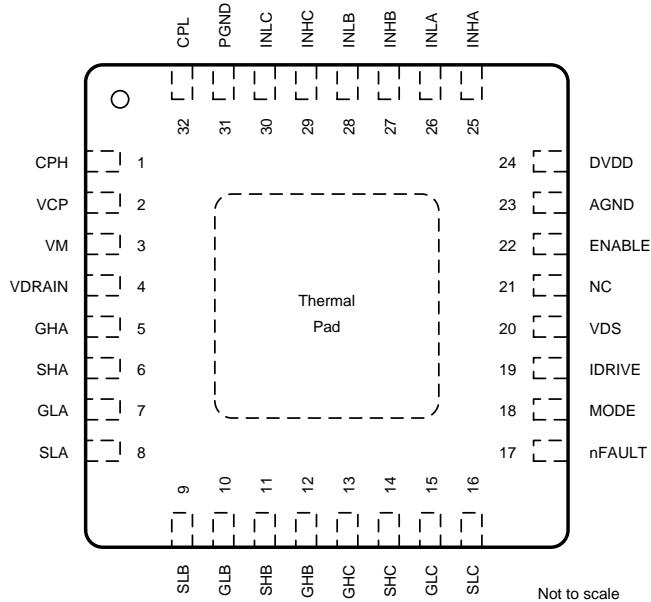 CPL PGND INLC INHC INLB INHB INLA INHA
32 31 30 29 28 27 26 25
CPH 1 24 DVDD
VCP 2 23 AGND
VM 3 22 ENABLE
VDRAIN 4 21 NC
GHA 5 20 VDS
SHA 6 19 IDRIVE
GLA 7 18 MODE
SLA 8 17 nFAULT
Thermal
Pad
9 10 11 12 13 14 15 16
SLB GLB SHB GHB GHC SHC GLC SLC
Not to scale